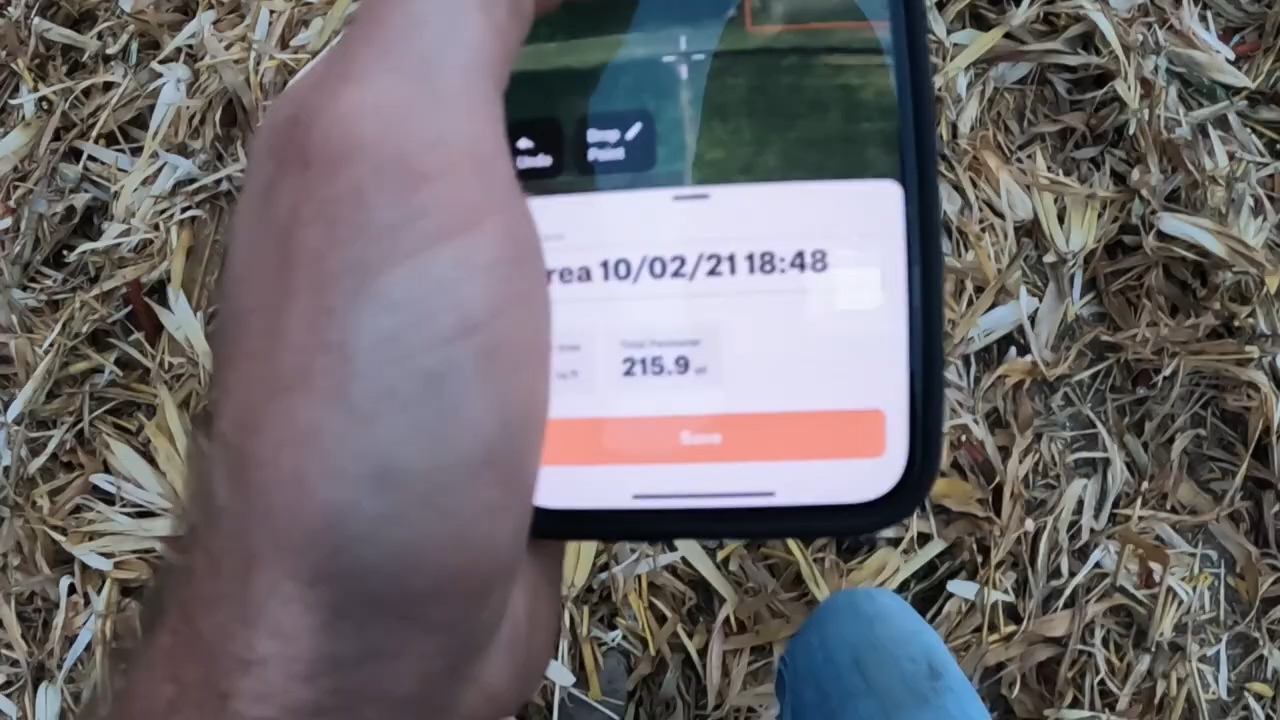 Undo
Drop
Point
rea 10/02/21 18:48
Total Perimeter
215.9
Save